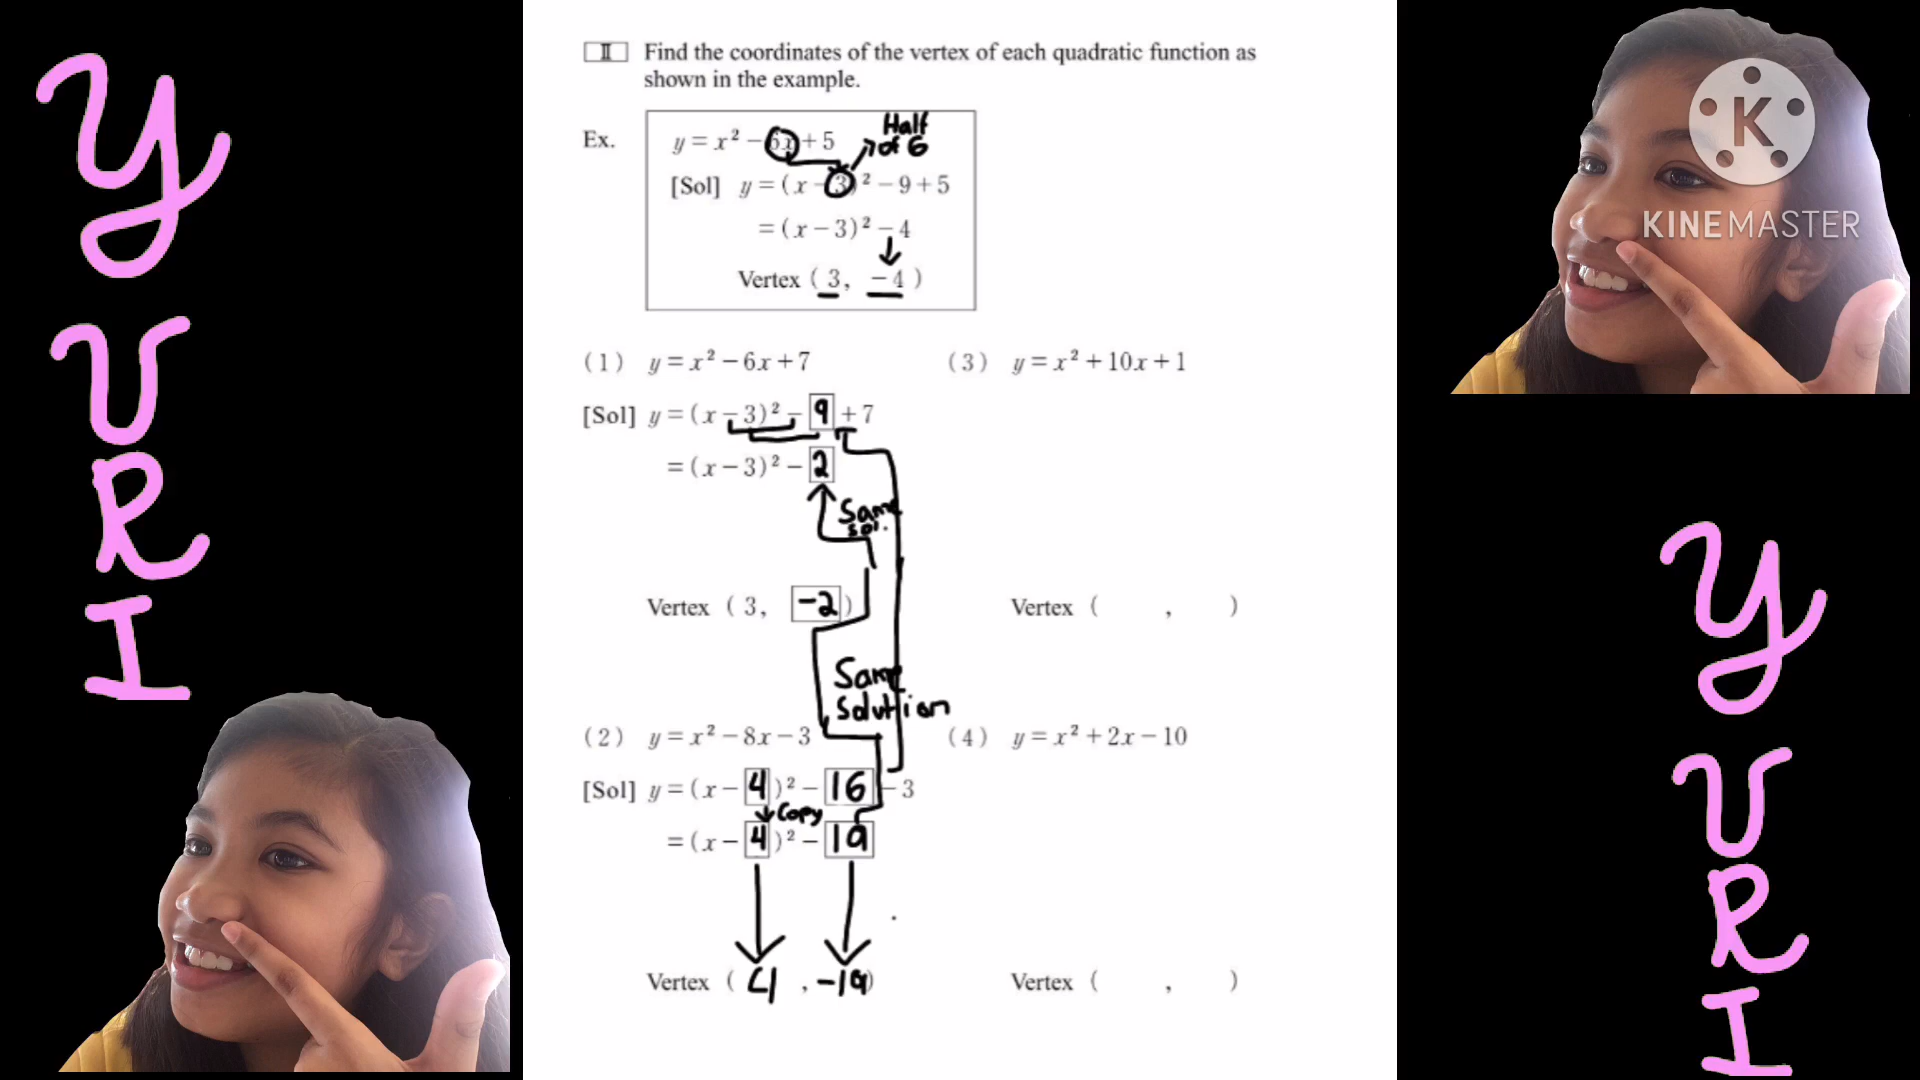 Y
U
R
I
II Find the coordinates of the vertex of each quadratic function as
shown in the example.
Ex. y = x² − 6x + 5
Half
of 6
[Sol] y = (x − 3)² − 9 + 5
= (x − 3)² − 4
Vertex ( 3, −4 )
(1) y = x² − 6x + 7
[Sol] y = (x − 3)² − 9 + 7
= (x − 3)² − 2
Same
sol.
Vertex ( 3, −2 )
Same
Solution
(2) y = x² − 8x − 3
[Sol] y = (x − 4)² − 16 − 3
Copy
= (x − 4)² − 19
Vertex ( 4 , −19 )
(3) y = x² + 10x + 1
Vertex ( , )
(4) y = x² + 2x − 10
Vertex ( , )
K
KINEMASTER
Y
U
R
I